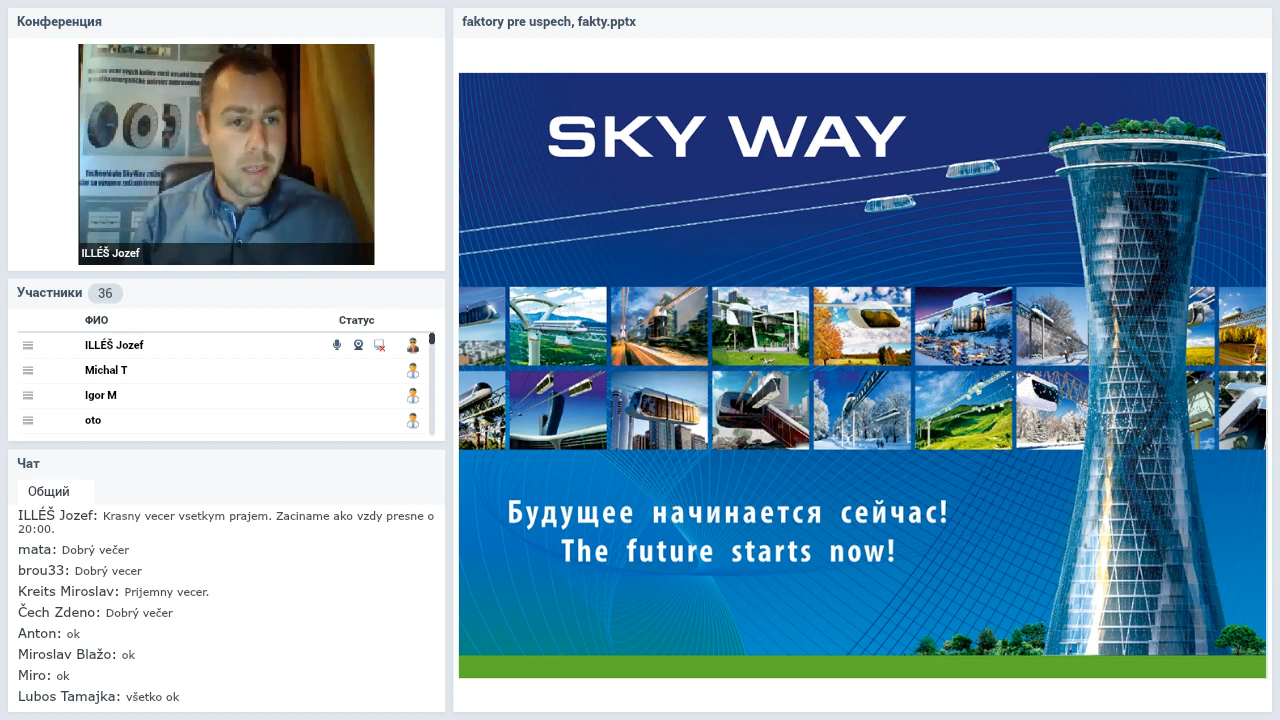 Конференция
ILLÉŠ Jozef
Участники 36
ФИО Статус
ILLÉŠ Jozef
Michal T
Igor M
oto
Чат
Общий
ILLÉŠ Jozef: Krasny vecer vsetkym prajem. Zaciname ako vzdy presne o
20:00.
mata: Dobrý večer
brou33: Dobrý vecer
Kreits Miroslav: Prijemny vecer.
Čech Zdeno: Dobrý večer
Anton: ok
Miroslav Blažo: ok
Miro: ok
Lubos Tamajka: všetko ok
faktory pre uspech, fakty.pptx
SKY WAY
Будущее начинается сейчас!
The future starts now!